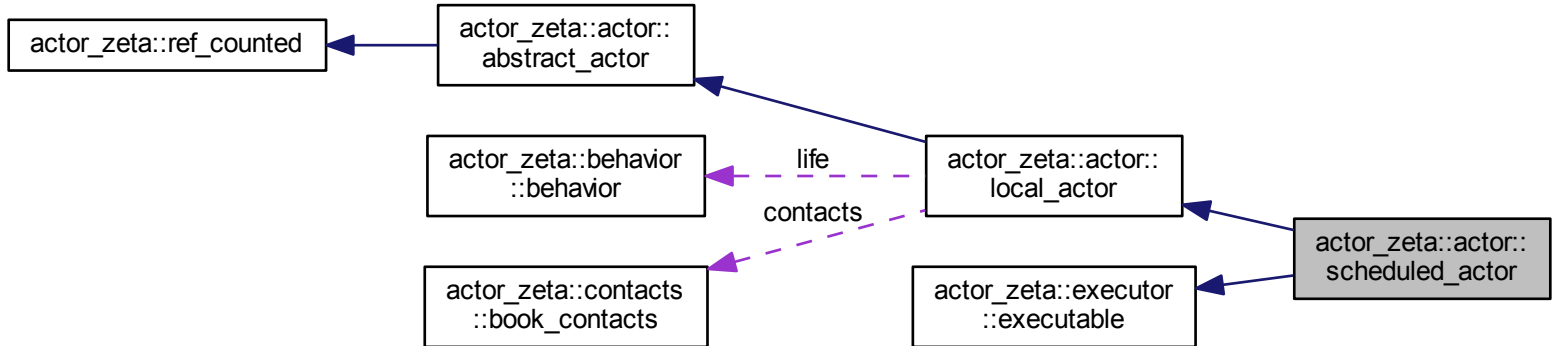 actor_zeta::ref_counted
actor_zeta::actor::
abstract_actor
actor_zeta::behavior
::behavior
life
actor_zeta::actor::
local_actor
contacts
actor_zeta::contacts
::book_contacts
actor_zeta::executor
::executable
actor_zeta::actor::
scheduled_actor